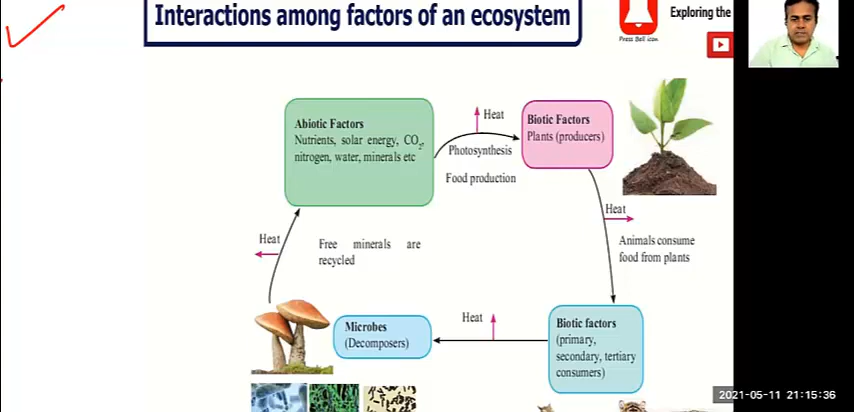 Interactions among factors of an ecosystem
Press Bell icon
Exploring the
Abiotic Factors
Nutrients, solar energy, CO₂,
nitrogen, water, minerals etc
Heat
Photosynthesis
Food production
Biotic Factors
Plants (producers)
Heat
Animals consume
food from plants
Heat
Free minerals are
recycled
Microbes
(Decomposers)
Heat
Biotic factors
(primary,
secondary, tertiary
consumers)
2021-05-11 21:15:36